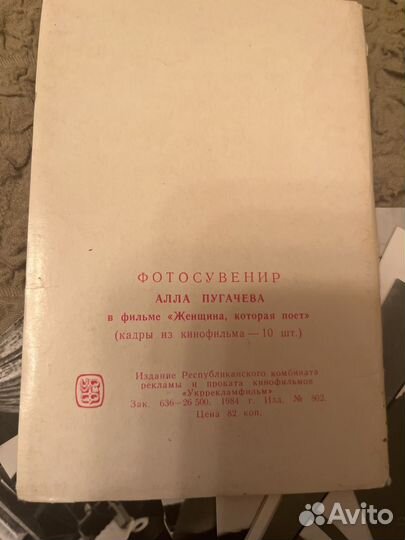 ФОТОСУВЕНИР
АЛЛА ПУГАЧЕВА
в фильме «Женщина, которая поет»
(кадры из кинофильма — 10 шт.)
Издание Республиканского комбината
рекламы и проката кинофильмов
«Укррекламфильм»
Зак. 636—26 500. 1984 г. Изд. № 802.
Цена 82 коп.
Avito